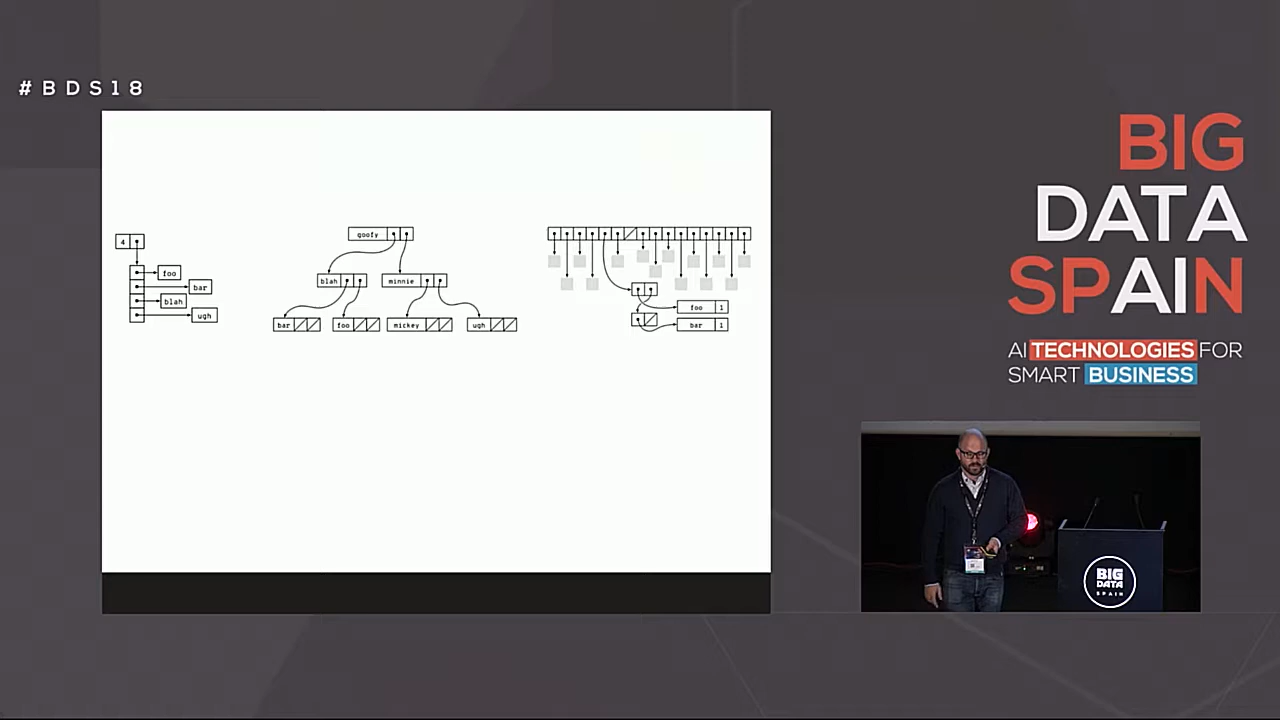 #BDS18
BIG
DATA
SPAIN
AI TECHNOLOGIES FOR
SMART BUSINESS
4
foo
bar
blah
ugh
goofy
blah
minnie
bar
foo
mickey
ugh
foo 1
bar 1
BIG
DATA
SPAIN